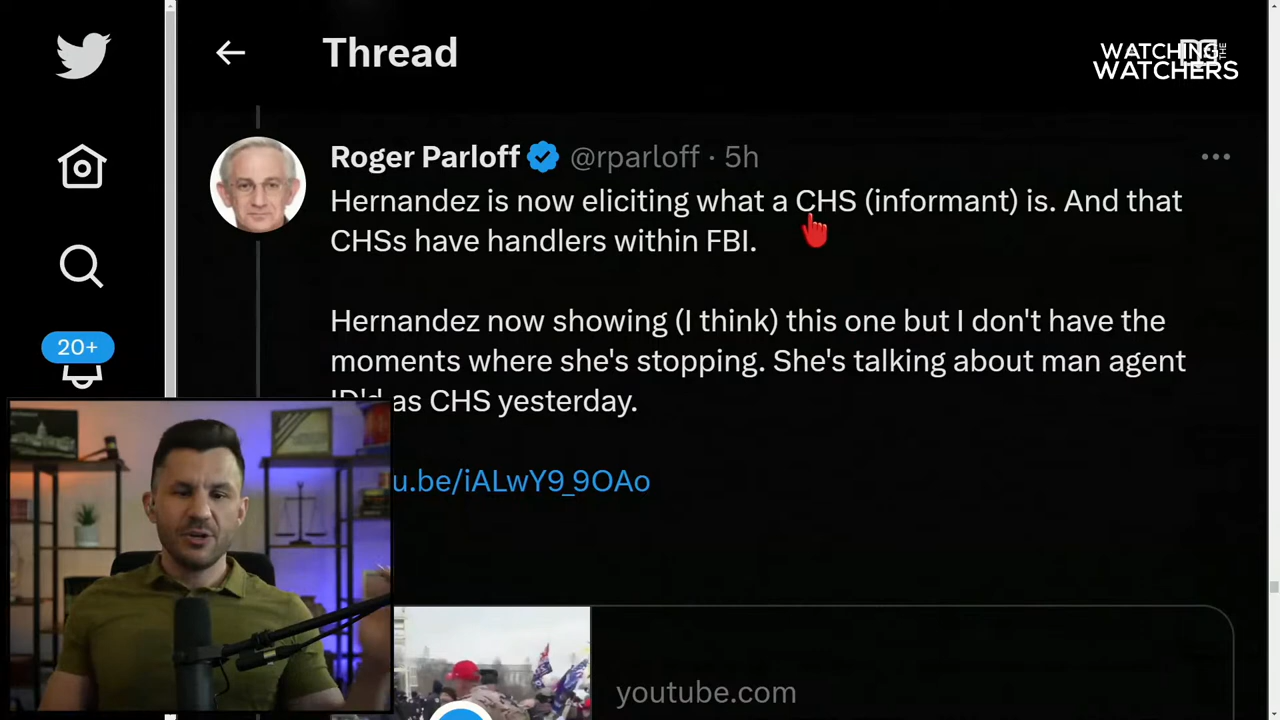 Thread
WATCHING THE
WATCHERS
Roger Parloff @rparloff · 5h
Hernandez is now eliciting what a CHS (informant) is. And that
CHSs have handlers within FBI.
Hernandez now showing (I think) this one but I don't have the
moments where she's stopping. She's talking about man agent
ID'd as CHS yesterday.
u.be/iALwY9_9OAo
20+
youtube.com